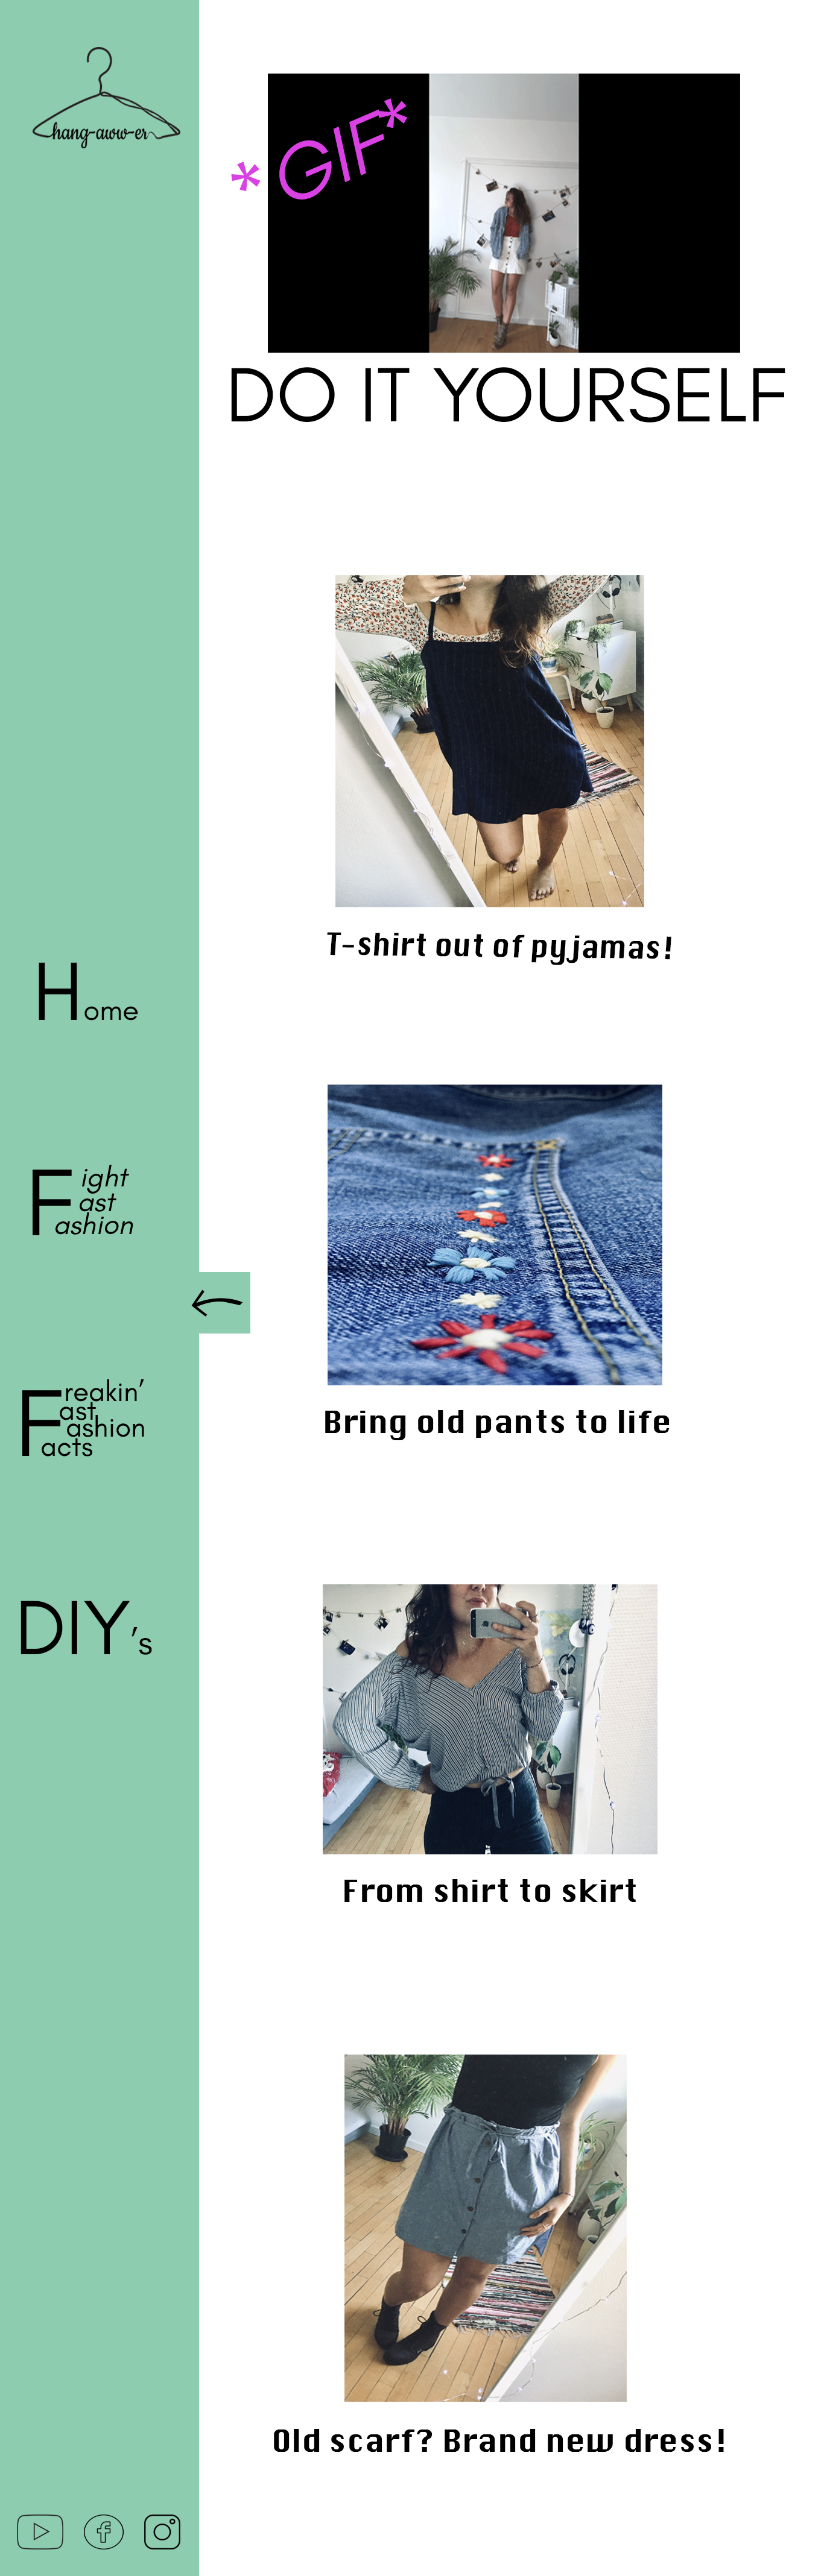 hang-aww-er
*GIF*
DO IT YOURSELF
T-shirt out of pyjamas!
Home
Fight
Fast
Fashion
Bring old pants to life
Freakin'
Fast
Fashion
Facts
DIY's
From shirt to skirt
Old scarf? Brand new dress!